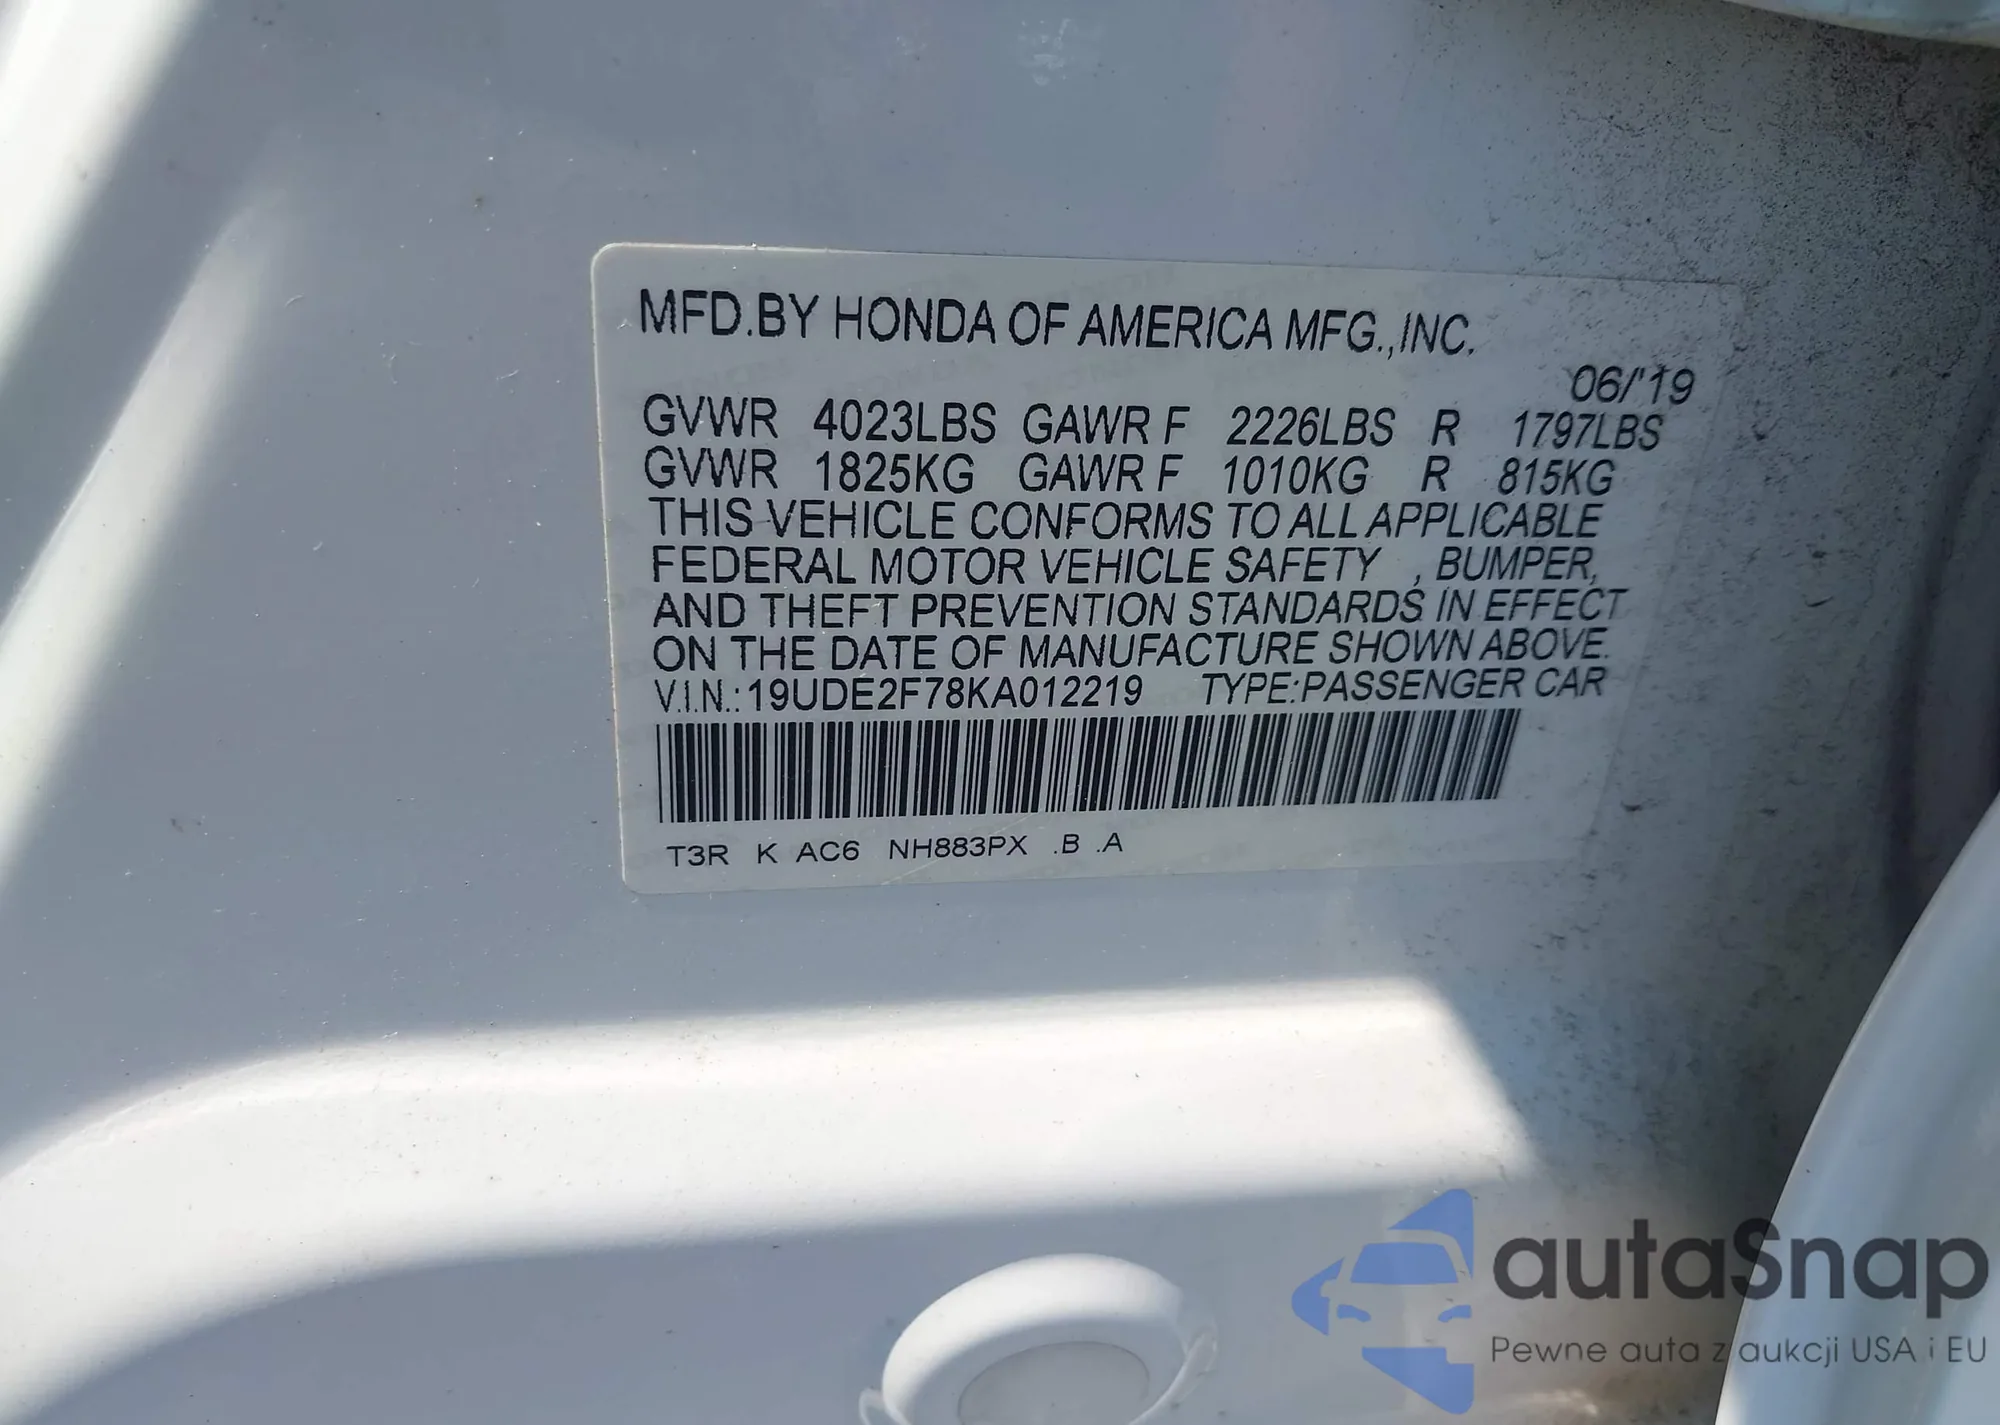 MFD.BY HONDA OF AMERICA MFG.,INC.
06/'19
GVWR 4023LBS GAWR F 2226LBS R 1797LBS
GVWR 1825KG GAWR F 1010KG R 815KG
THIS VEHICLE CONFORMS TO ALL APPLICABLE
FEDERAL MOTOR VEHICLE SAFETY , BUMPER,
AND THEFT PREVENTION STANDARDS IN EFFECT
ON THE DATE OF MANUFACTURE SHOWN ABOVE.
V.I.N.:19UDE2F78KA012219 TYPE:PASSENGER CAR
T3R K AC6 NH883PX .B .A
autaSnap
Pewne auta z aukcji USA i EU